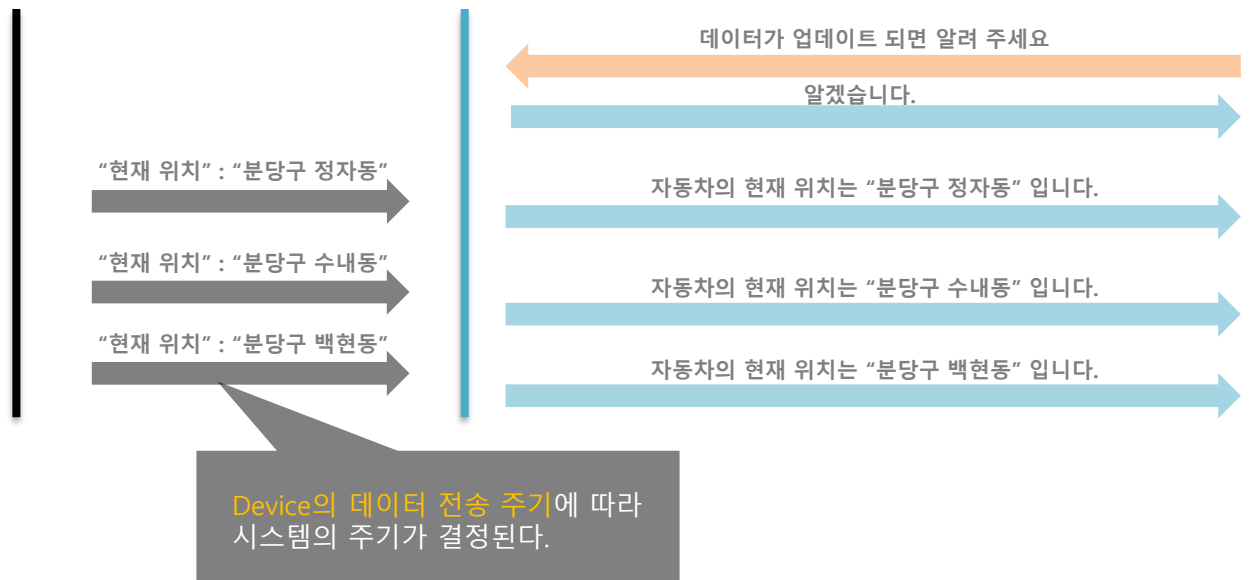 데이터가 업데이트 되면 알려 주세요
알겠습니다.
“현재 위치” : “분당구 정자동”
자동차의 현재 위치는 “분당구 정자동” 입니다.
“현재 위치” : “분당구 수내동”
자동차의 현재 위치는 “분당구 수내동” 입니다.
“현재 위치” : “분당구 백현동”
자동차의 현재 위치는 “분당구 백현동” 입니다.
Device의 데이터 전송 주기에 따라
시스템의 주기가 결정된다.